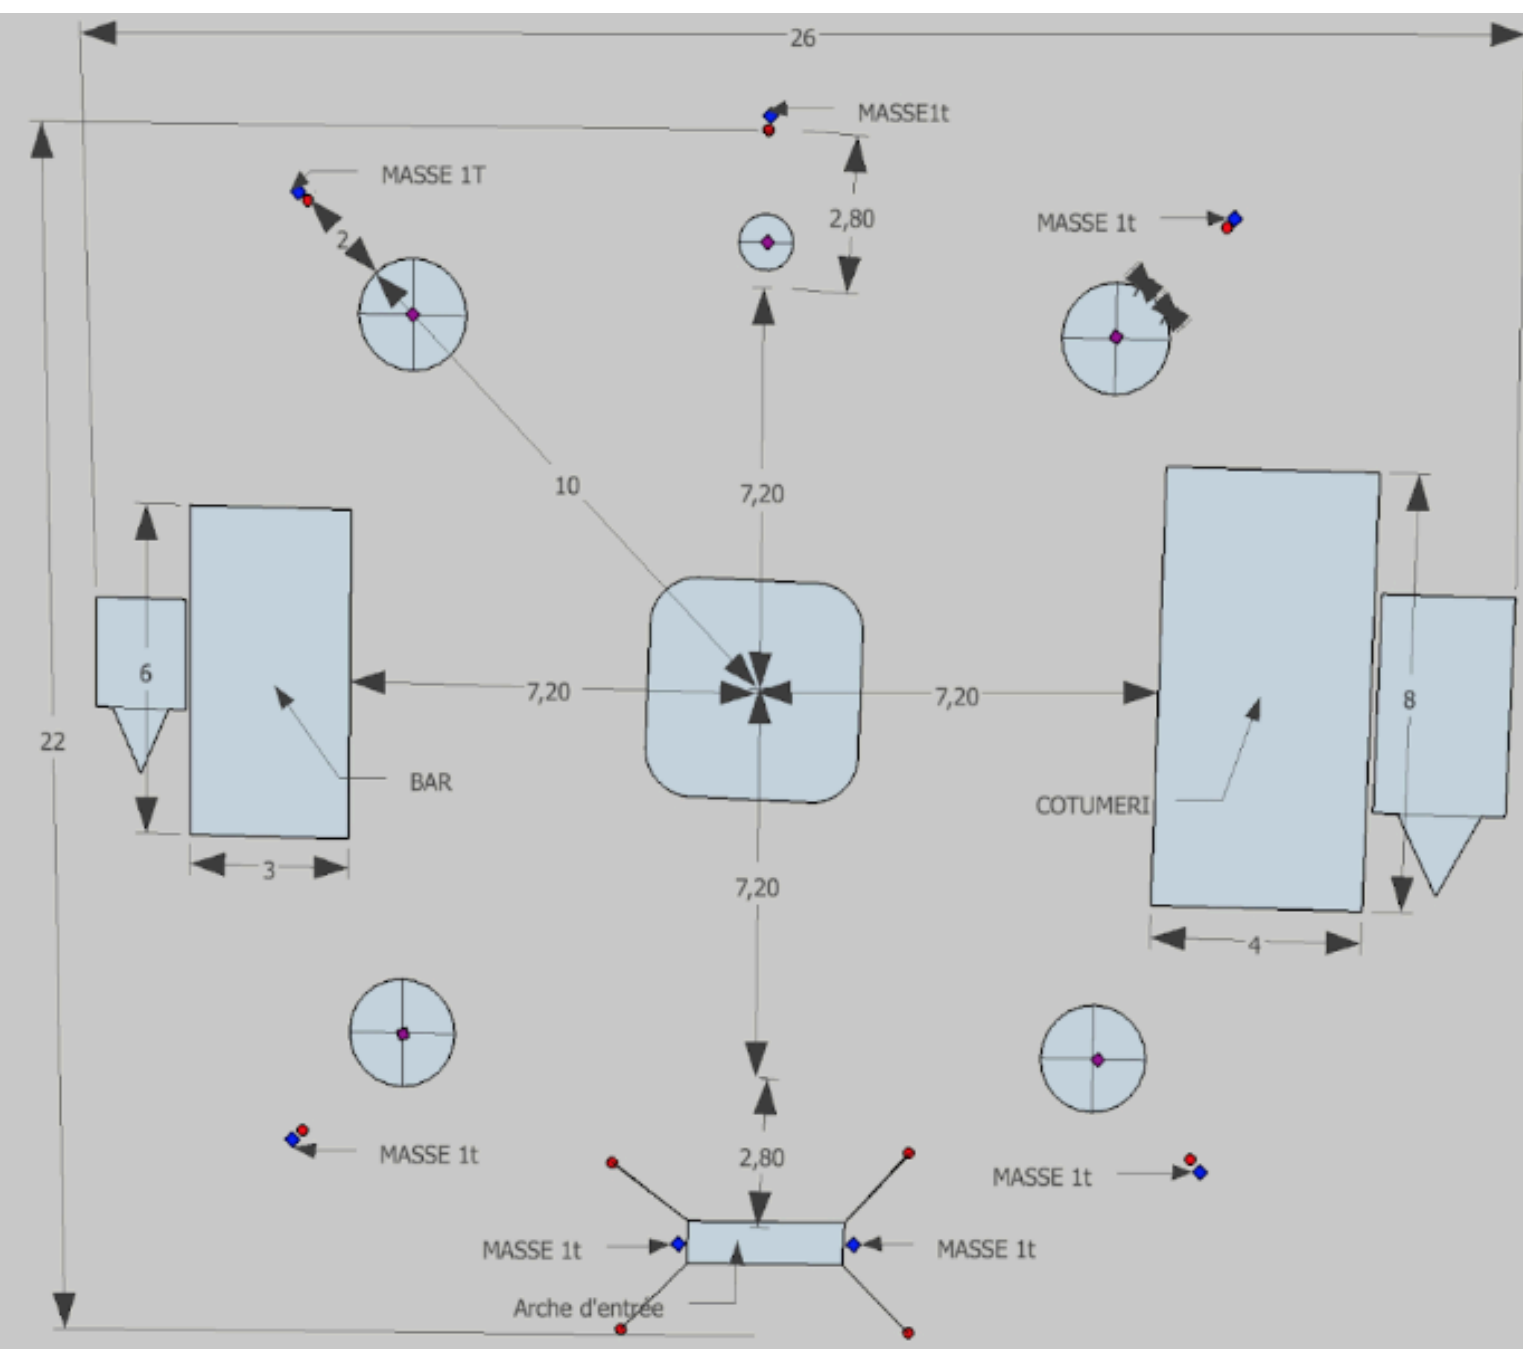 26
MASSE1t
MASSE 1T
2
2,80
MASSE 1t
10
7,20
6
7,20
7,20
8
22
BAR
COTUMERI
3
7,20
4
2,80
MASSE 1t
MASSE 1t
MASSE 1t
MASSE 1t
Arche d'entrée